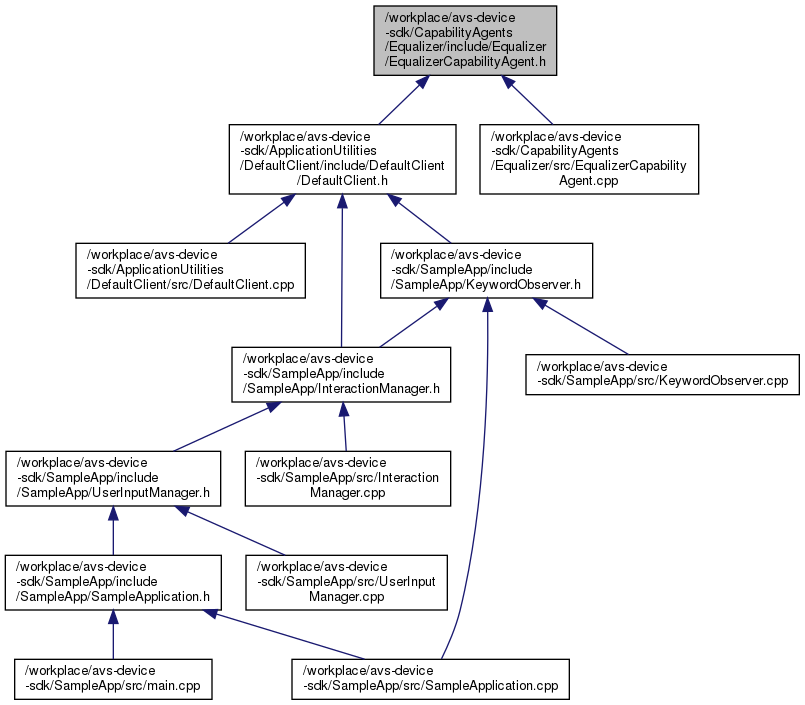 /workplace/avs-device
-sdk/CapabilityAgents
/Equalizer/include/Equalizer
/EqualizerCapabilityAgent.h
/workplace/avs-device
-sdk/ApplicationUtilities
/DefaultClient/include/DefaultClient
/DefaultClient.h
/workplace/avs-device
-sdk/CapabilityAgents
/Equalizer/src/EqualizerCapability
Agent.cpp
/workplace/avs-device
-sdk/ApplicationUtilities
/DefaultClient/src/DefaultClient.cpp
/workplace/avs-device
-sdk/SampleApp/include
/SampleApp/KeywordObserver.h
/workplace/avs-device
-sdk/SampleApp/include
/SampleApp/InteractionManager.h
/workplace/avs-device
-sdk/SampleApp/src/KeywordObserver.cpp
/workplace/avs-device
-sdk/SampleApp/include
/SampleApp/UserInputManager.h
/workplace/avs-device
-sdk/SampleApp/src/Interaction
Manager.cpp
/workplace/avs-device
-sdk/SampleApp/include
/SampleApp/SampleApplication.h
/workplace/avs-device
-sdk/SampleApp/src/UserInput
Manager.cpp
/workplace/avs-device
-sdk/SampleApp/src/main.cpp
/workplace/avs-device
-sdk/SampleApp/src/SampleApplication.cpp